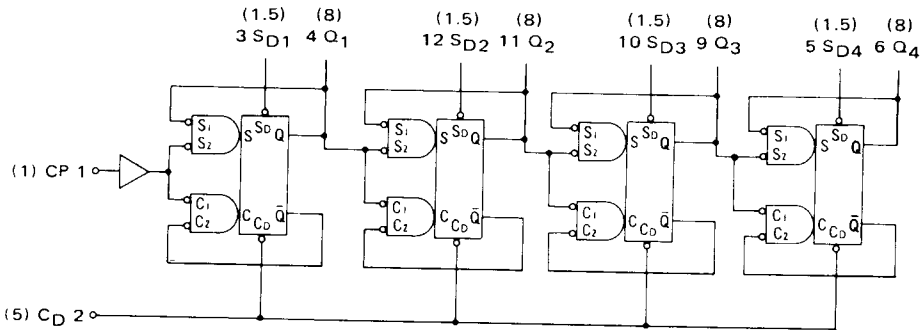 (1.5) (8) (1.5) (8) (1.5) (8) (1.5) (8)
3 SD1 4 Q1 12 SD2 11 Q2 10 SD3 9 Q3 5 SD4 6 Q4
S1 S2 S SD Q
S1 S2 S SD Q
S1 S2 S SD Q
S1 S2 S SD Q
(1) CP 1
C1 C2 C CD Q̄
C1 C2 C CD Q̄
C1 C2 C CD Q̄
C1 C2 C CD Q̄
(5) CD 2